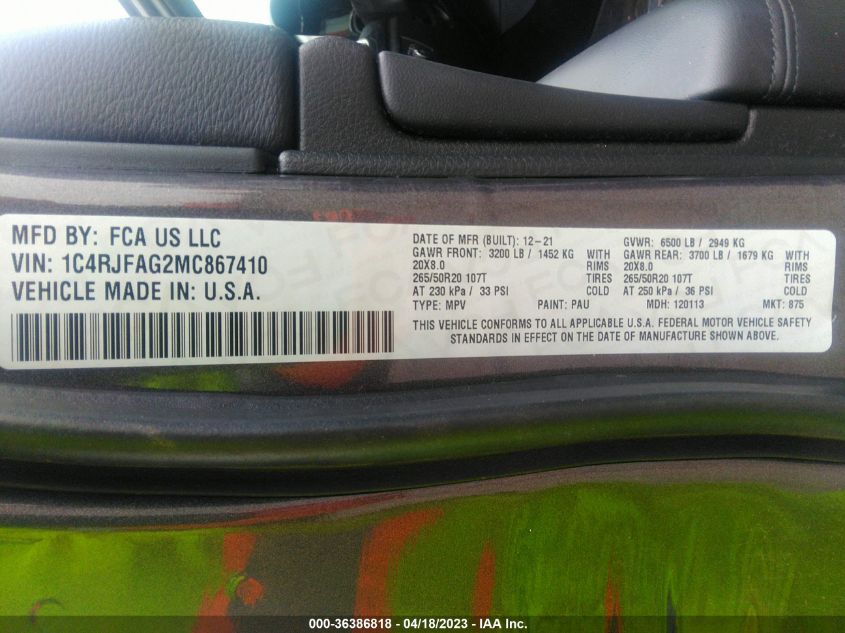 MFD BY: FCA US LLC
VIN: 1C4RJFAG2MC867410
VEHICLE MADE IN: U.S.A.
DATE OF MFR (BUILT): 12-21 GVWR: 6500 LB / 2949 KG
GAWR FRONT: 3200 LB / 1452 KG WITH GAWR REAR: 3700 LB / 1679 KG WITH
20X8.0 RIMS 20X8.0 RIMS
265/50R20 107T TIRES 265/50R20 107T TIRES
AT 230 kPa / 33 PSI COLD AT 250 kPa / 36 PSI COLD
TYPE: MPV PAINT: PAU MDH: 120113 MKT: 875
THIS VEHICLE CONFORMS TO ALL APPLICABLE U.S.A. FEDERAL MOTOR VEHICLE SAFETY
STANDARDS IN EFFECT ON THE DATE OF MANUFACTURE SHOWN ABOVE.
000-36386818 - 04/18/2023 - IAA Inc.